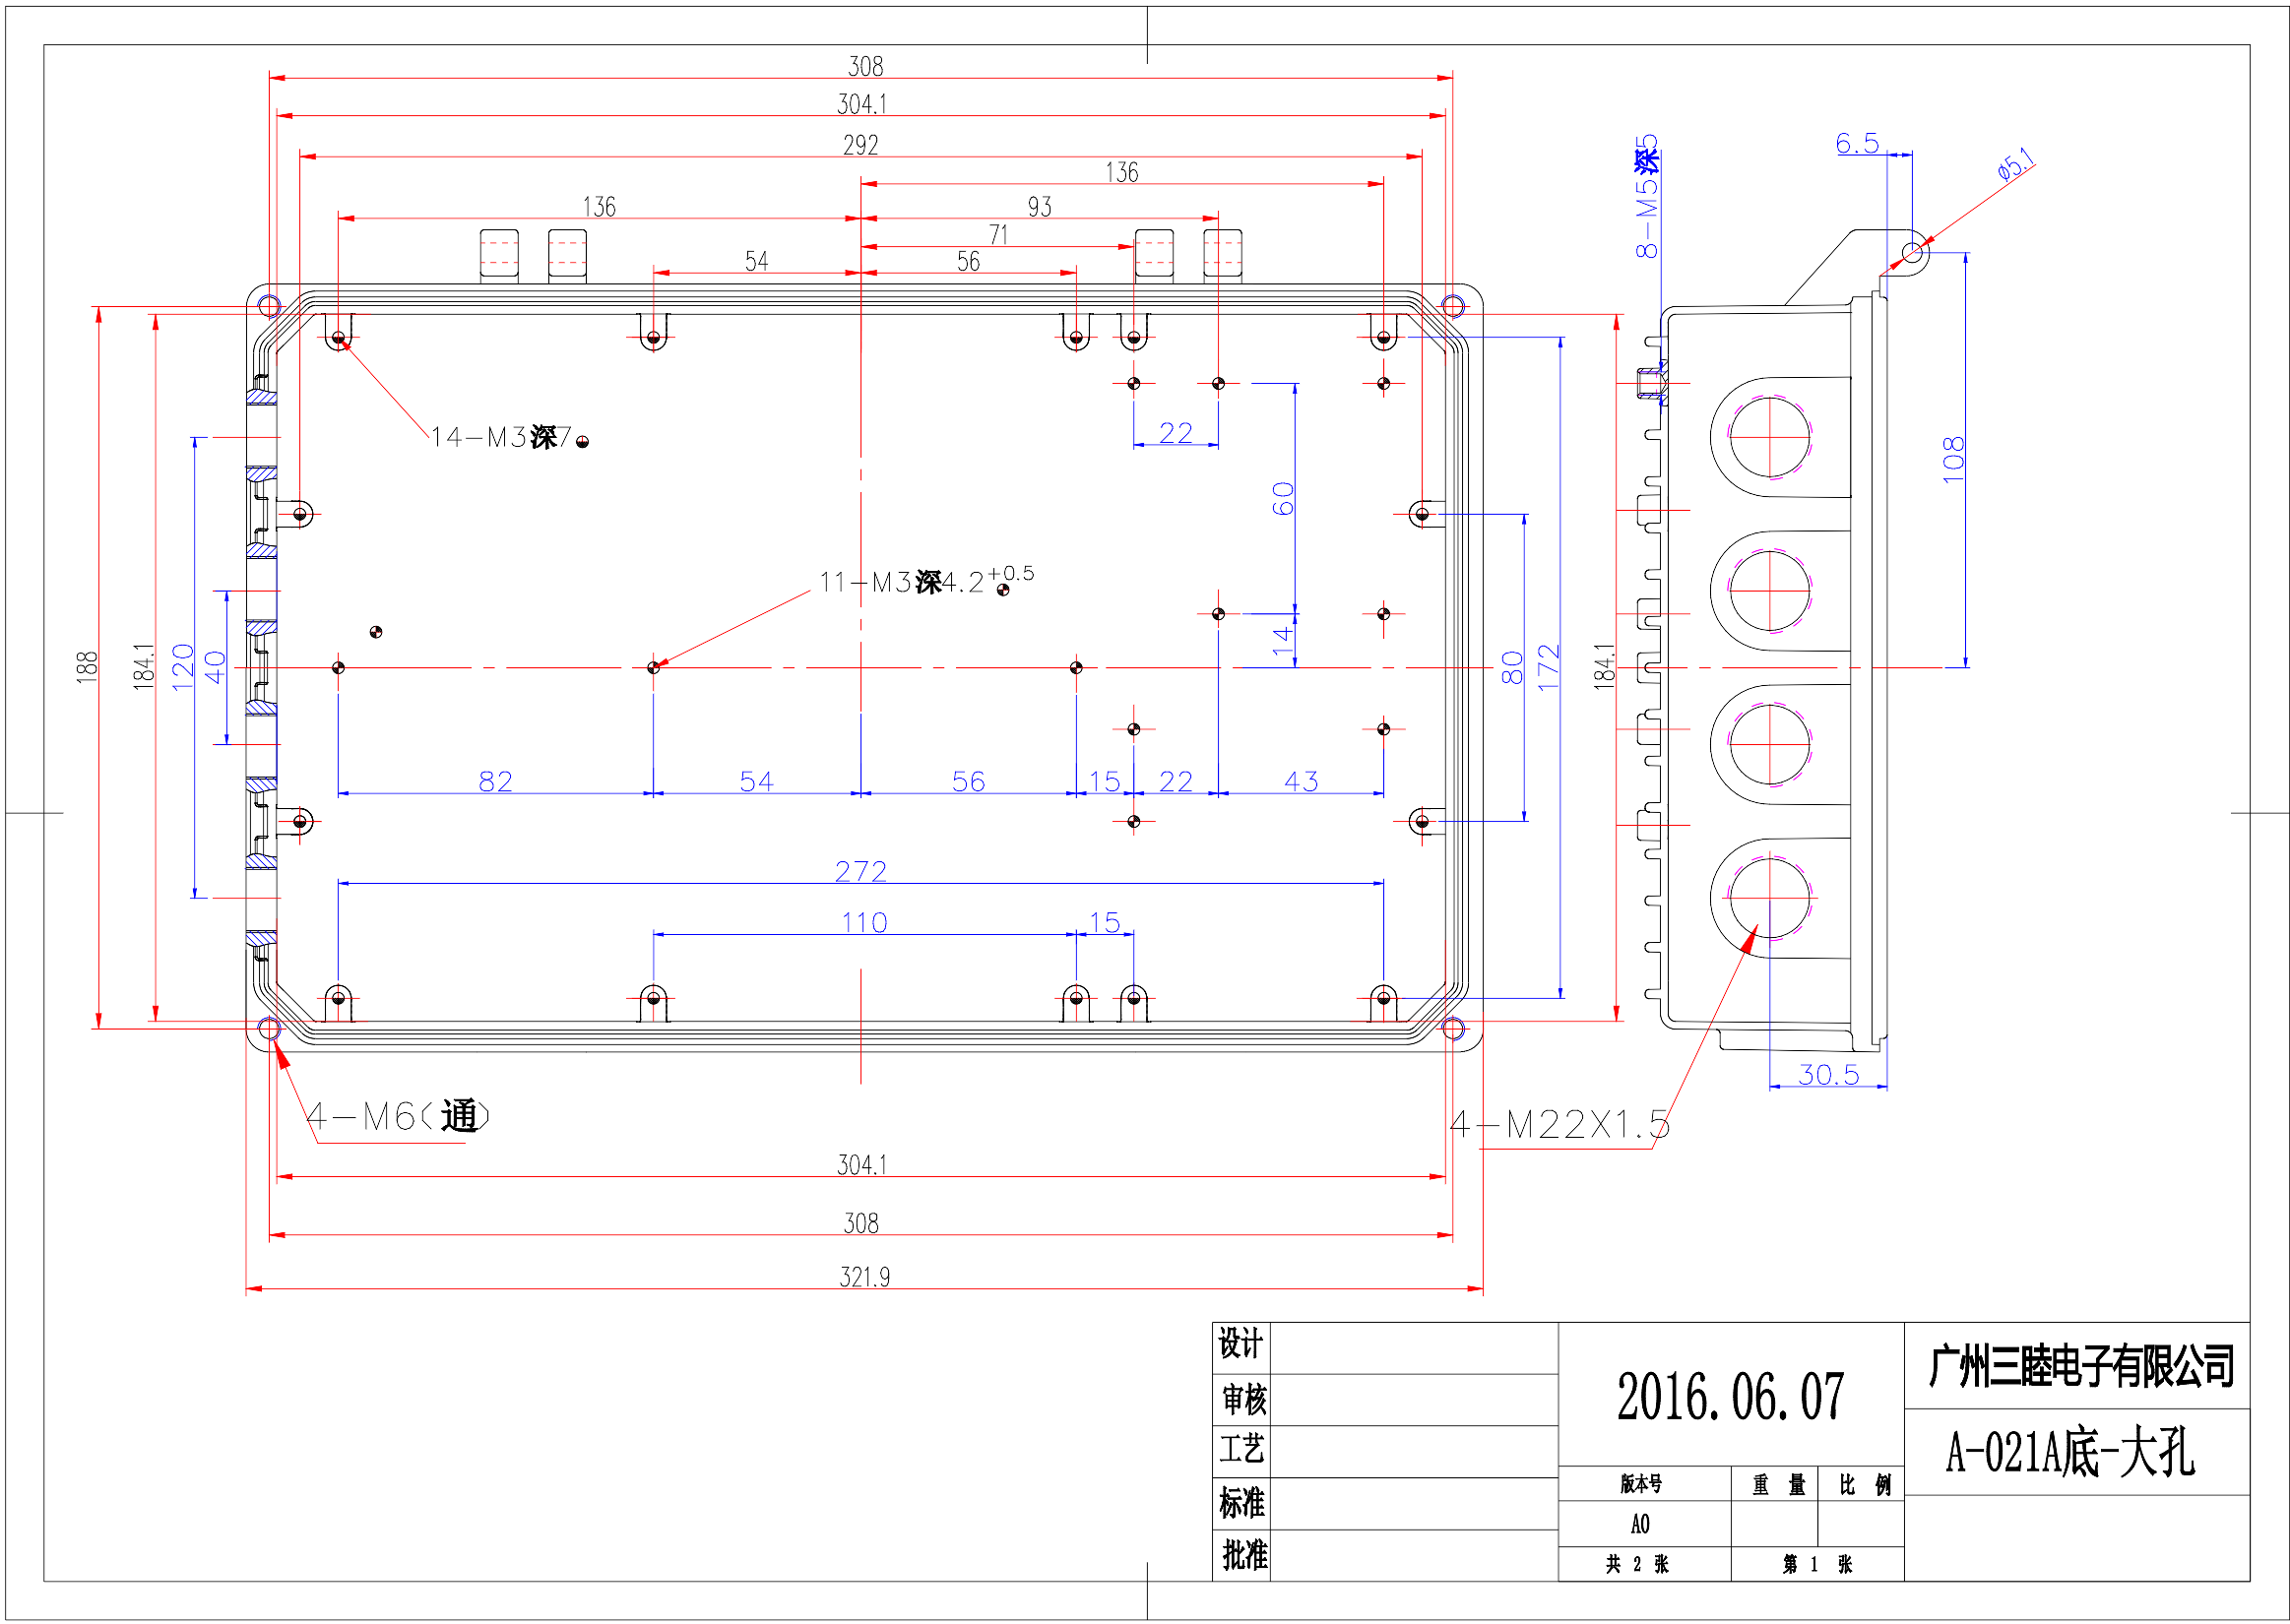 308
304.1
292
136
136
93
71
54
56
8-M5深5
6.5
ø5.1
108
14-M3深7
22
60
14
11-M3深4.2+0.5
188
184.1
120
40
80
172
184.1
82
54
56
15
22
43
272
110
15
30.5
4-M6(通)
4-M22X1.5
304.1
308
321.9
设计
审核
工艺
标准
批准
2016.06.07
版本号
重 量
比 例
A0
共 2 张
第 1 张
广州三睦电子有限公司
A-021A底-大孔